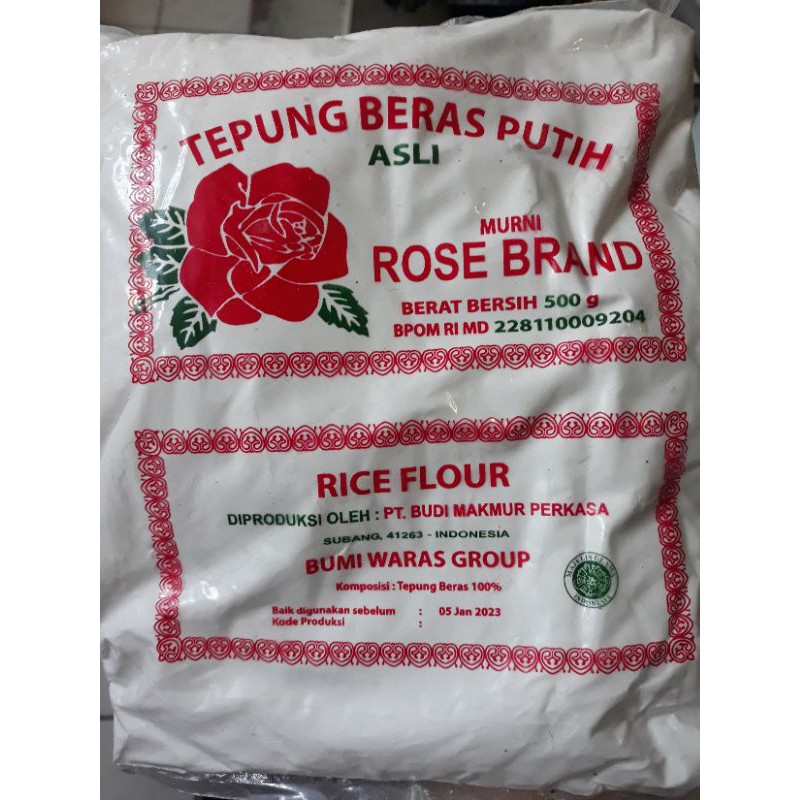 TEPUNG BERAS PUTIH
ASLI
MURNI
ROSE BRAND
BERAT BERSIH 500 g
BPOM RI MD 228110009204
RICE FLOUR
DIPRODUKSI OLEH : PT. BUDI MAKMUR PERKASA
SUBANG, 41263 - INDONESIA
BUMI WARAS GROUP
Komposisi : Tepung Beras 100%
Baik digunakan sebelum : 05 Jan 2023
Kode Produksi :
INDONESIA